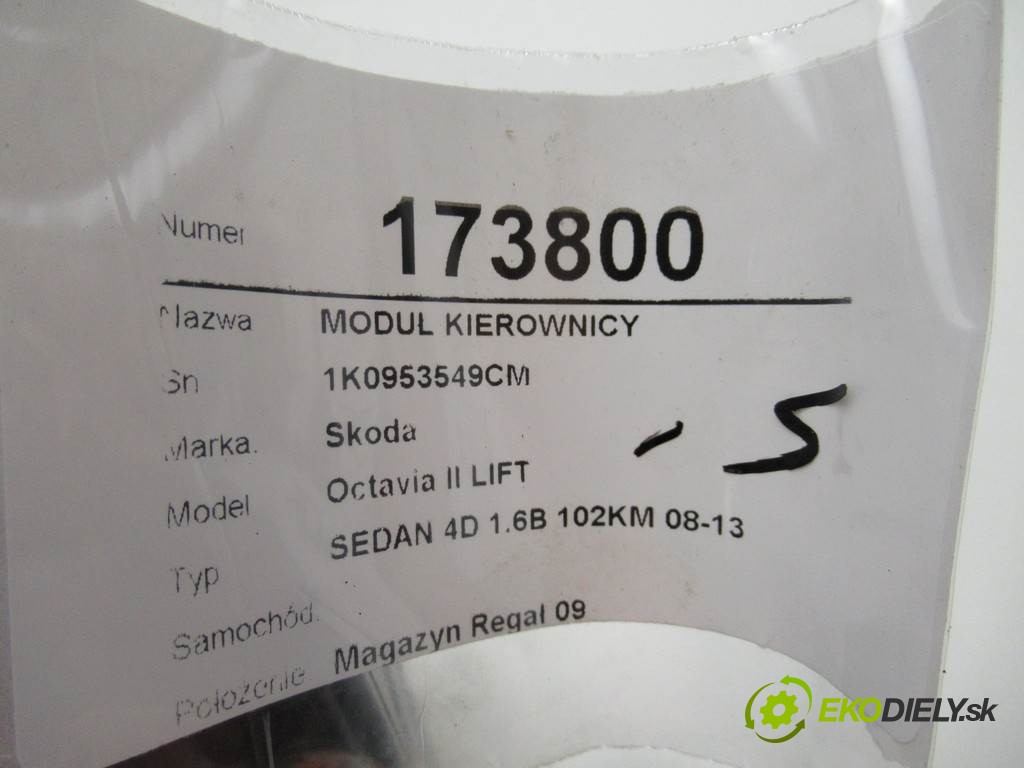 Numer 173800
Nazwa MODUŁ KIEROWNICY
Sn 1K0953549CM
Marka. Skoda
Model Octavia II LIFT
Typ SEDAN 4D 1.6B 102KM 08-13
Samochód.
Położenie Magazyn Regał 09
- 5
EKODIELY.sk